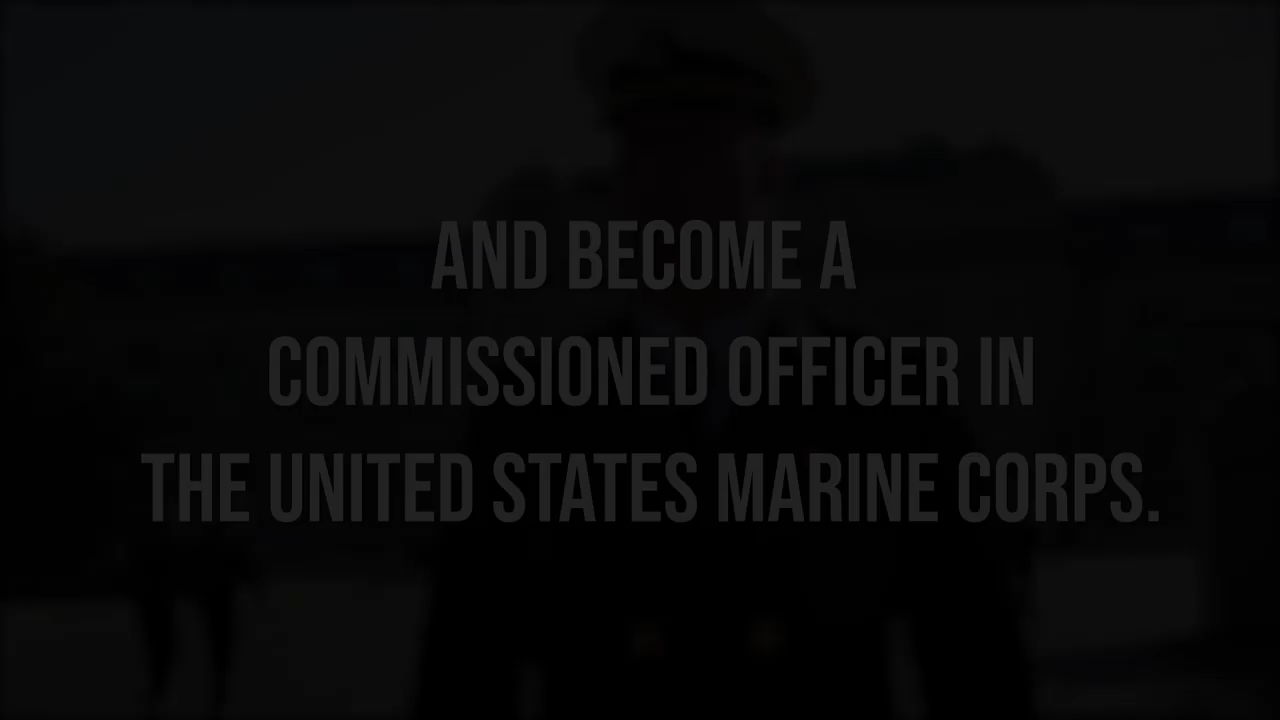 AND BECOME A
COMMISSIONED OFFICER IN
THE UNITED STATES MARINE CORPS.